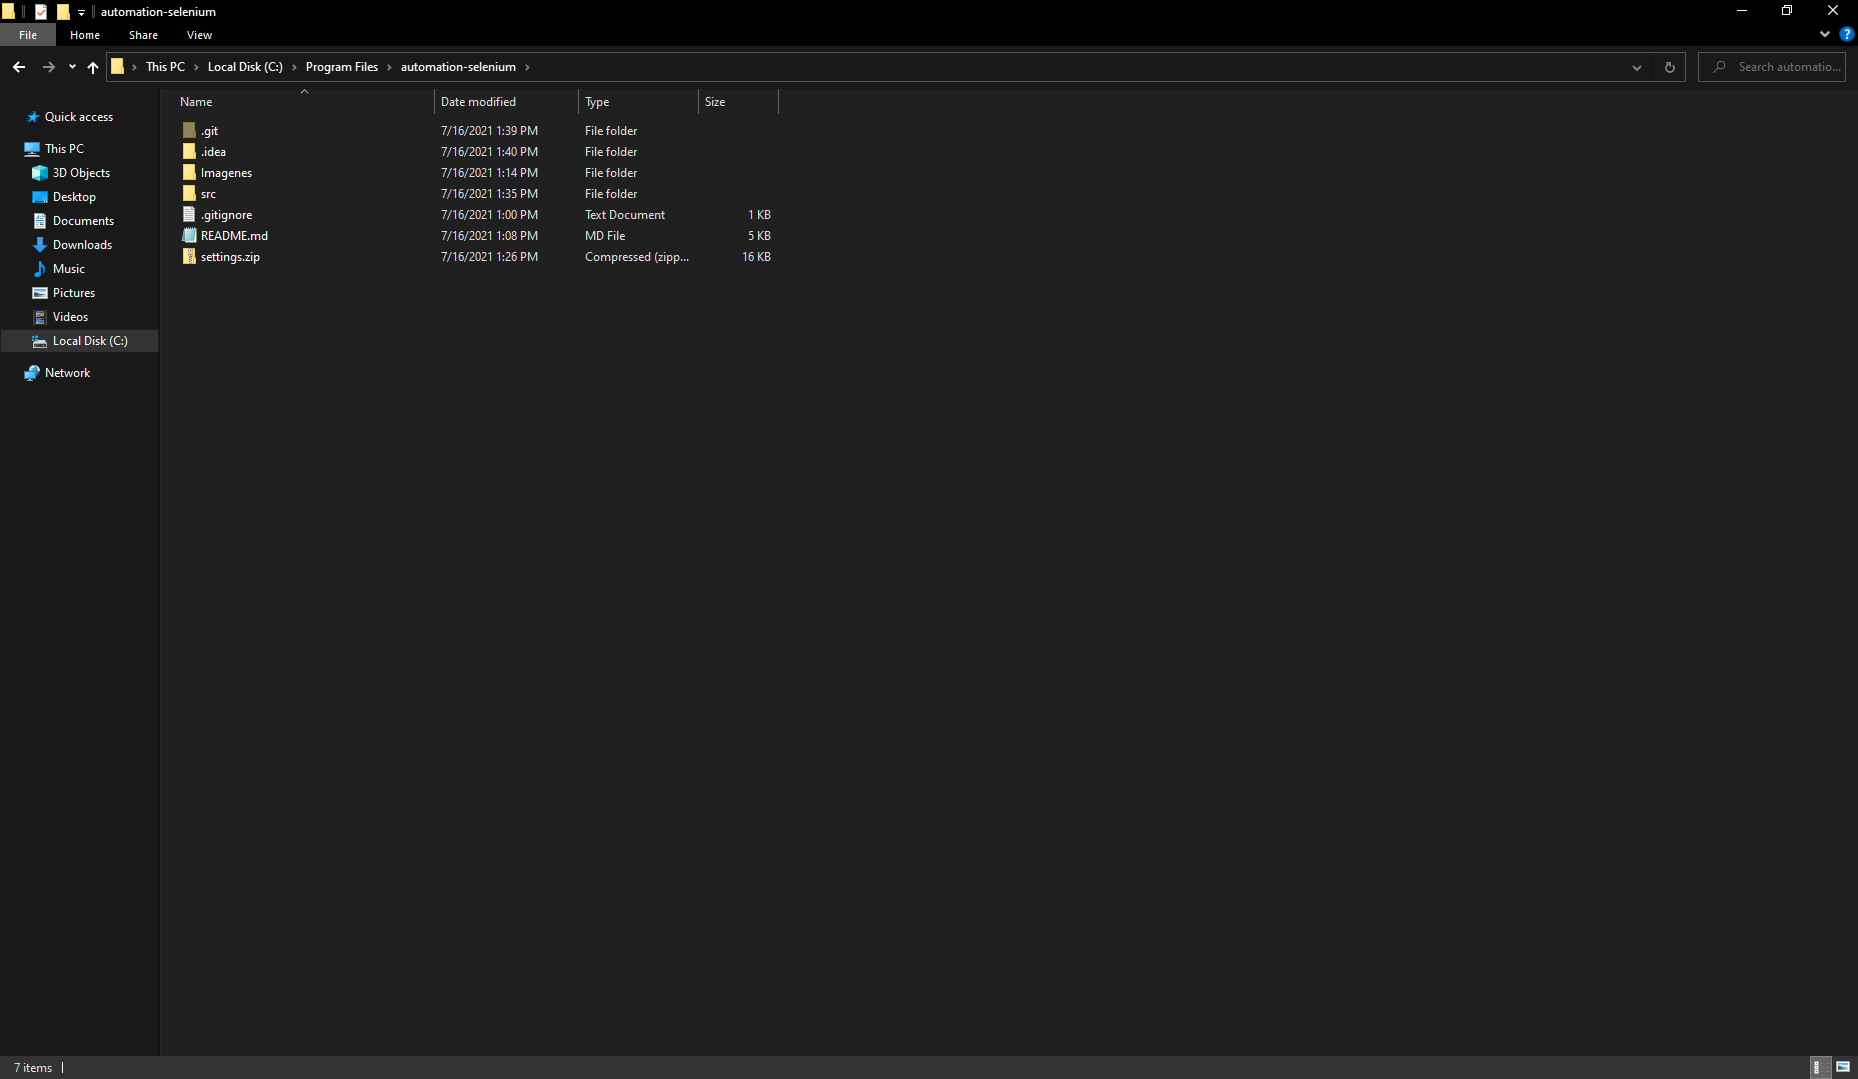 automation-selenium
File Home Share View
This PC Local Disk (C:) Program Files automation-selenium
Search automatio...
Quick access
This PC
3D Objects
Desktop
Documents
Downloads
Music
Pictures
Videos
Local Disk (C:)
Network
Name Date modified Type Size
.git 7/16/2021 1:39 PM File folder
.idea 7/16/2021 1:40 PM File folder
Imagenes 7/16/2021 1:14 PM File folder
src 7/16/2021 1:35 PM File folder
.gitignore 7/16/2021 1:00 PM Text Document 1 KB
README.md 7/16/2021 1:08 PM MD File 5 KB
settings.zip 7/16/2021 1:26 PM Compressed (zipp... 16 KB
7 items